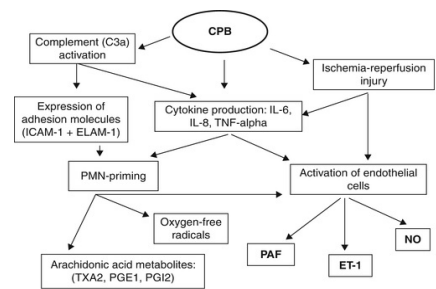 CPB
Complement (C3a)
activation
Ischemia-reperfusion
injury
Expression of
adhesion molecules
(ICAM-1 + ELAM-1)
Cytokine production: IL-6,
IL-8, TNF-alpha
PMN-priming
Activation of endothelial
cells
Oxygen-free
radicals
PAF
ET-1
NO
Arachidonic acid metabolites:
(TXA2, PGE1, PGI2)